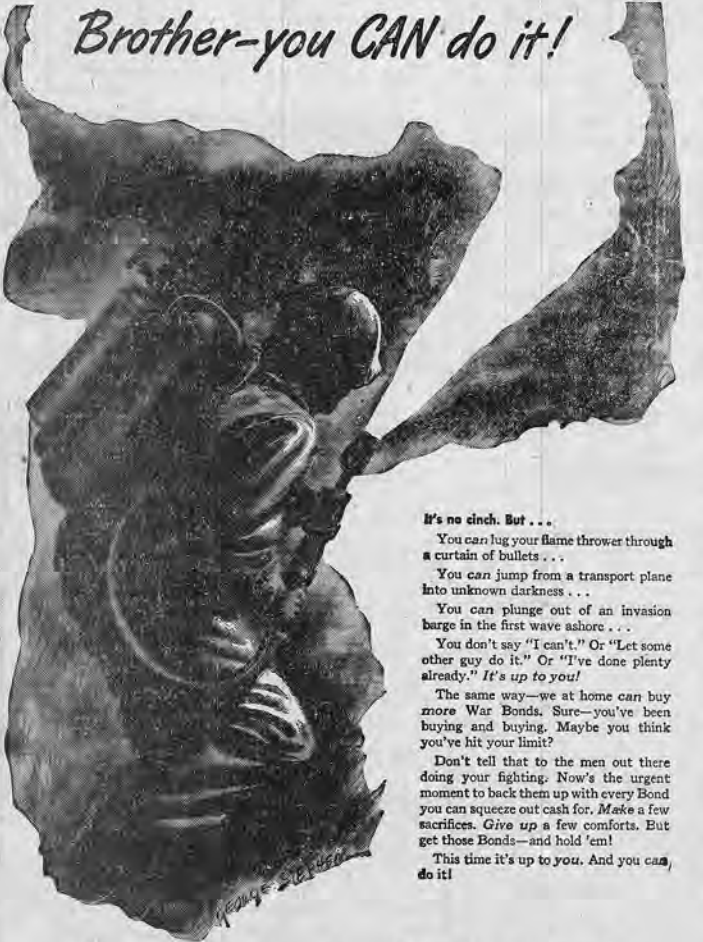 Brother-you CAN do it!
It's no cinch. But . . .
You can lug your flame thrower through
a curtain of bullets . . .
You can jump from a transport plane
into unknown darkness . . .
You can plunge out of an invasion
barge in the first wave ashore . . .
You don't say "I can't." Or "Let some
other guy do it." Or "I've done plenty
already." It's up to you!
The same way—we at home can buy
more War Bonds. Sure—you've been
buying and buying. Maybe you think
you've hit your limit?
Don't tell that to the men out there
doing your fighting. Now's the urgent
moment to back them up with every Bond
you can squeeze out cash for. Make a few
sacrifices. Give up a few comforts. But
get those Bonds—and hold 'em!
This time it's up to you. And you can
do it!
GEORGE